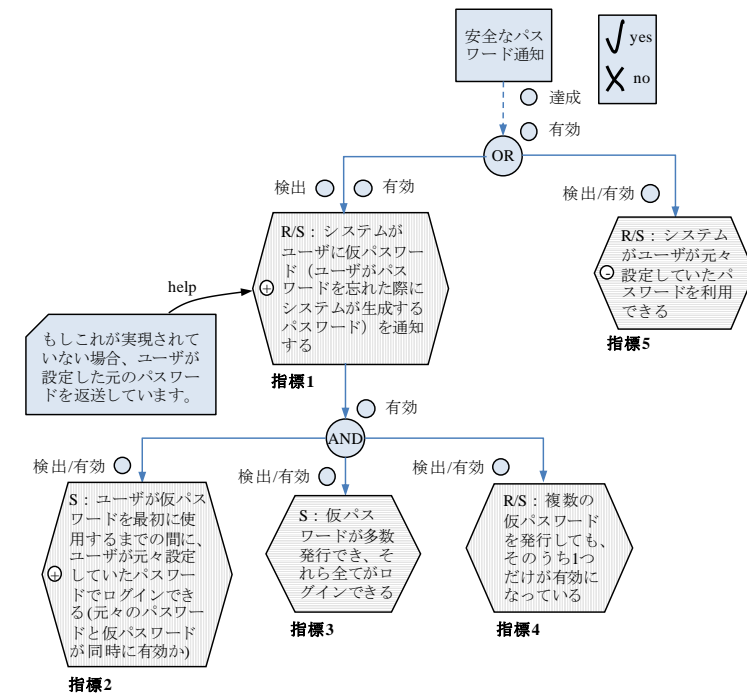 安全なパス
ワード通知
yes
no
達成
有効
OR
検出
有効
検出/有効
R/S：システムが
ユーザに仮パスワー
ド（ユーザがパス
ワードを忘れた際に
システムが生成する
パスワード）を通知
する
+
指標1
R/S：システム
がユーザが元々
設定していたパ
スワードを利用
できる
-
指標5
help
もしこれが実現されて
いない場合、ユーザが
設定した元のパスワー
ドを返送しています。
有効
AND
検出/有効
検出/有効
検出/有効
S：ユーザが仮パス
ワードを最初に使
用するまでの間に、
ユーザが元々設定
していたパスワー
ドでログインでき
る(元々のパスワー
ドと仮パスワード
が同時に有効か)
+
指標2
S：仮パス
ワードが多数
発行でき、そ
れら全てがロ
グインできる
指標3
R/S：複数の
仮パスワード
を発行しても、
そのうち1つ
だけが有効に
なっている
指標4